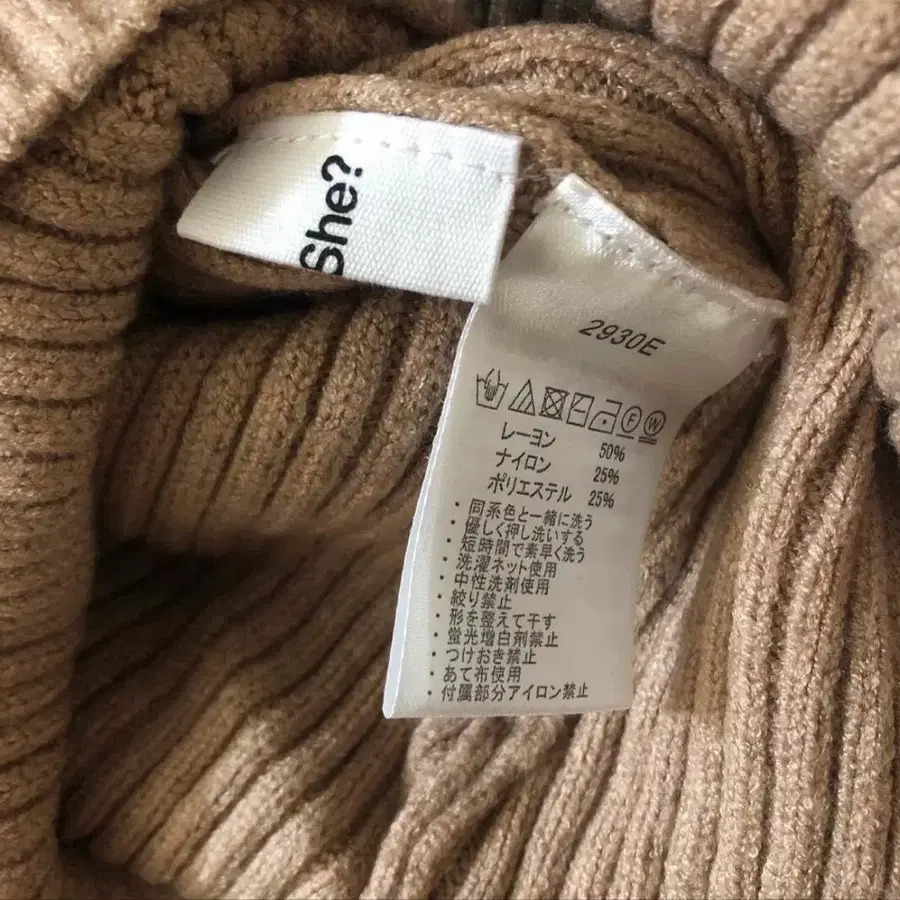 She?
2930E
F W
レーヨン 50%
ナイロン 25%
ポリエステル 25%
・同系色と一緒に洗う
・優しく押し洗いする
・短時間で素早く洗う
・洗濯ネット使用
・中性洗剤使用
・絞り禁止
・形を整えて干す
・蛍光増白剤禁止
・つけおき禁止
・あて布使用
・付属部分アイロン禁止